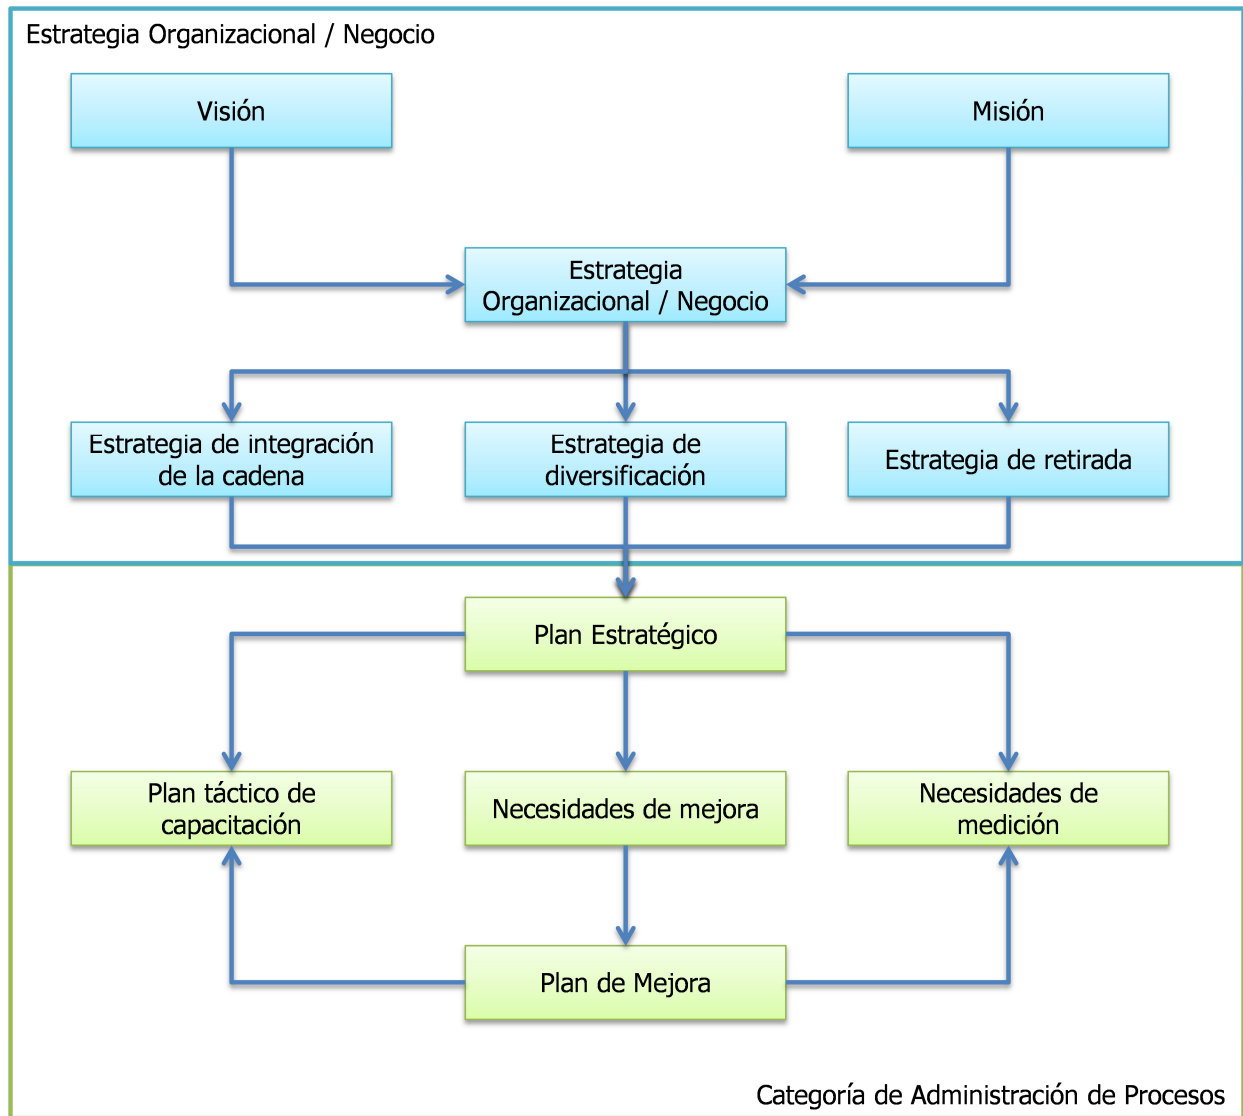 Estrategia Organizacional / Negocio
Visión
Misión
Estrategia
Organizacional / Negocio
Estrategia de integración
de la cadena
Estrategia de
diversificación
Estrategia de retirada
Plan Estratégico
Plan táctico de
capacitación
Necesidades de mejora
Necesidades de
medición
Plan de Mejora
Categoría de Administración de Procesos